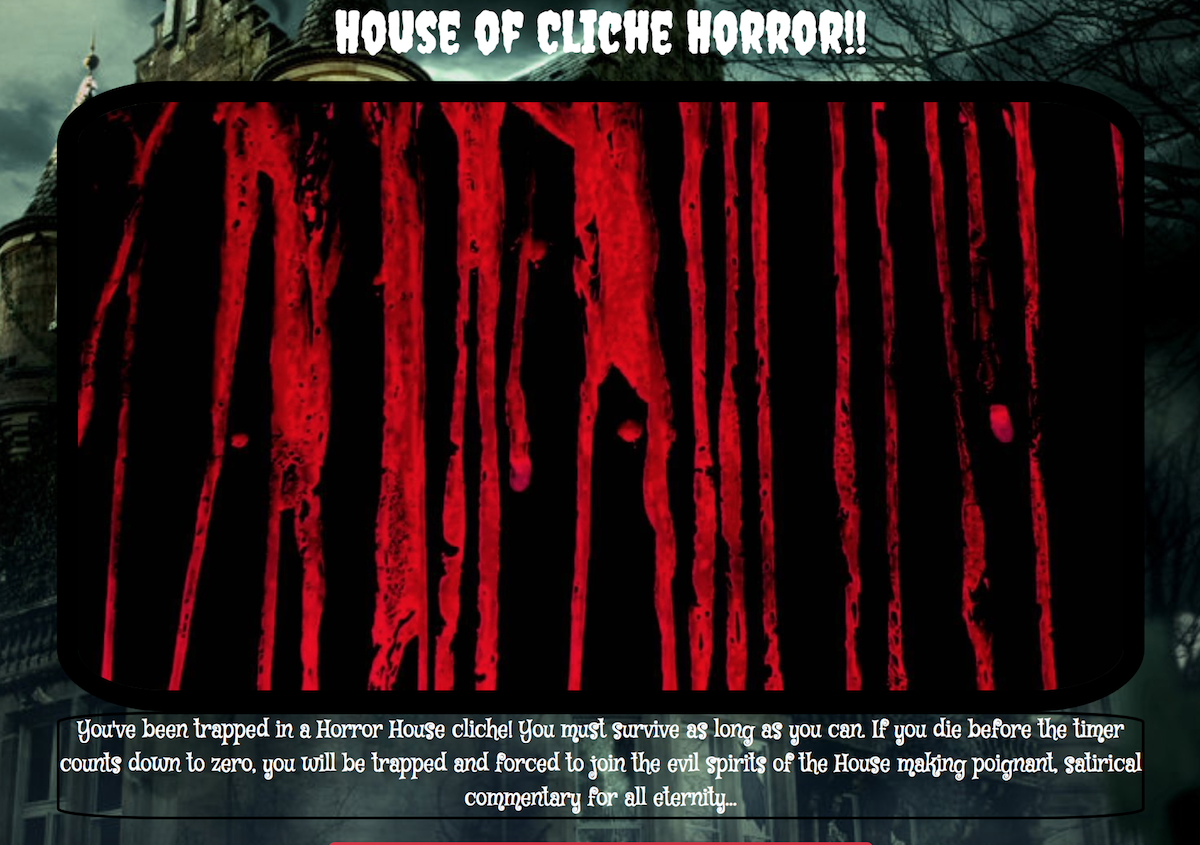 HOUSE OF CLICHE HORROR!!
You've been trapped in a Horror House cliche! You must survive as long as you can. If you die before the timer
counts down to zero, you will be trapped and forced to join the evil spirits of the House making poignant, satirical
commentary for all eternity...